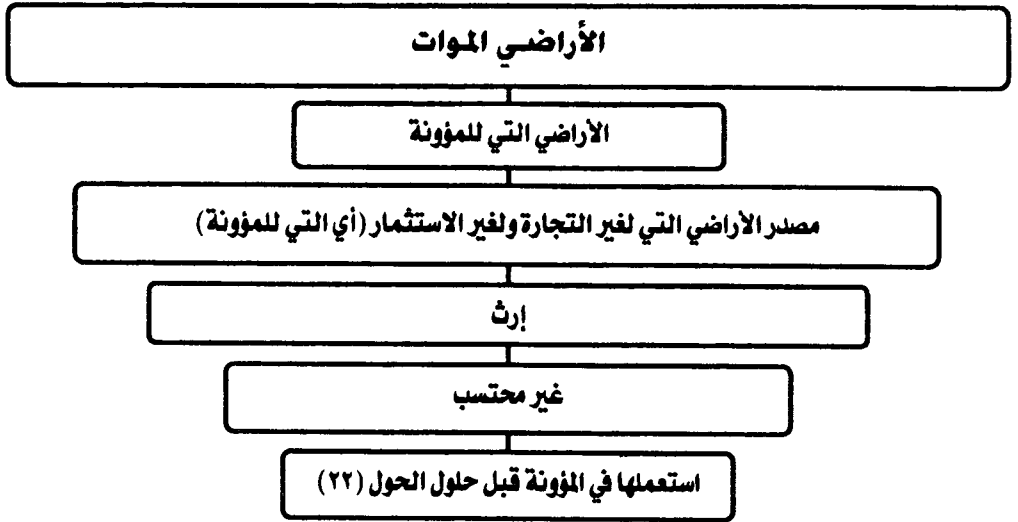 الأراضي الموات
الأراضي التي للمؤونة
مصدر الأراضي التي لغير التجارة ولغير الاستثمار (أي التي للمؤونة)
إرث
غير محتسب
استعملها في المؤونة قبل حلول الحول (٢٢)